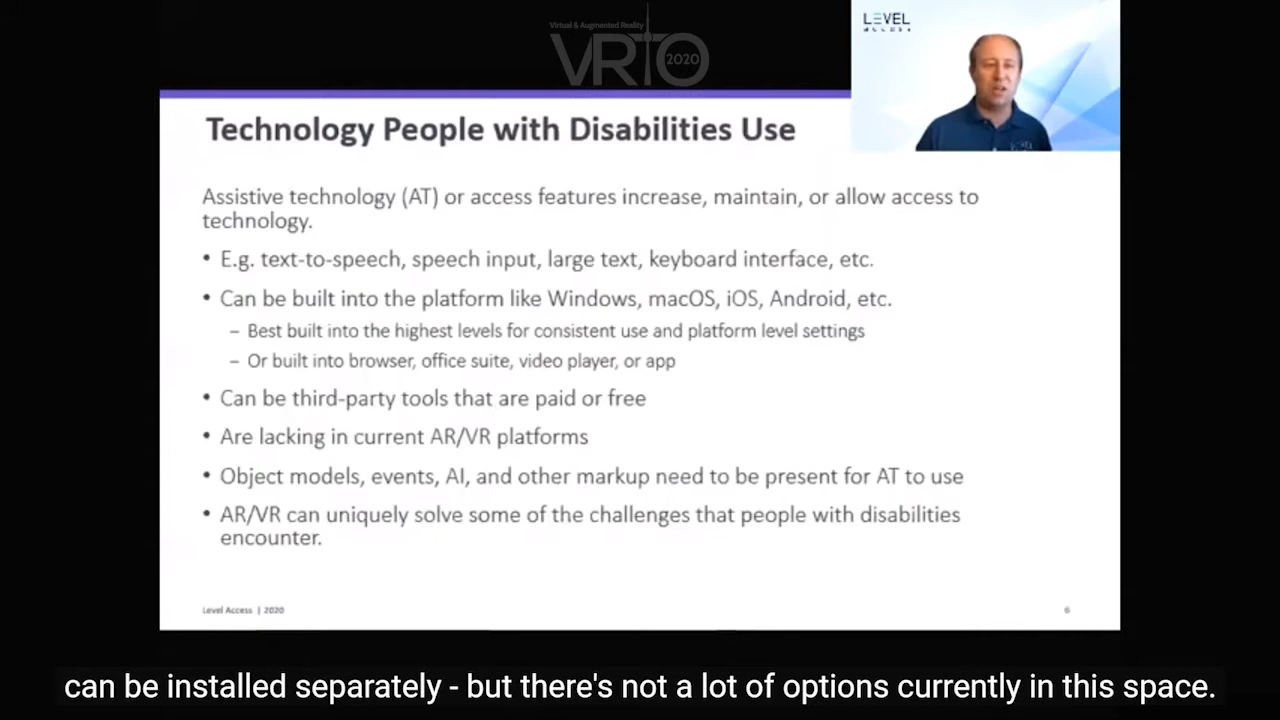 Virtual & Augmented Reality
VRTO
2020
LEVEL
Technology People with Disabilities Use
Assistive technology (AT) or access features increase, maintain, or allow access to
technology.
• E.g. text-to-speech, speech input, large text, keyboard interface, etc.
• Can be built into the platform like Windows, macOS, iOS, Android, etc.
– Best built into the highest levels for consistent use and platform level settings
– Or built into browser, office suite, video player, or app
• Can be third-party tools that are paid or free
• Are lacking in current AR/VR platforms
• Object models, events, AI, and other markup need to be present for AT to use
• AR/VR can uniquely solve some of the challenges that people with disabilities
encounter.
Level Access | 2020
6
can be installed separately - but there's not a lot of options currently in this space.